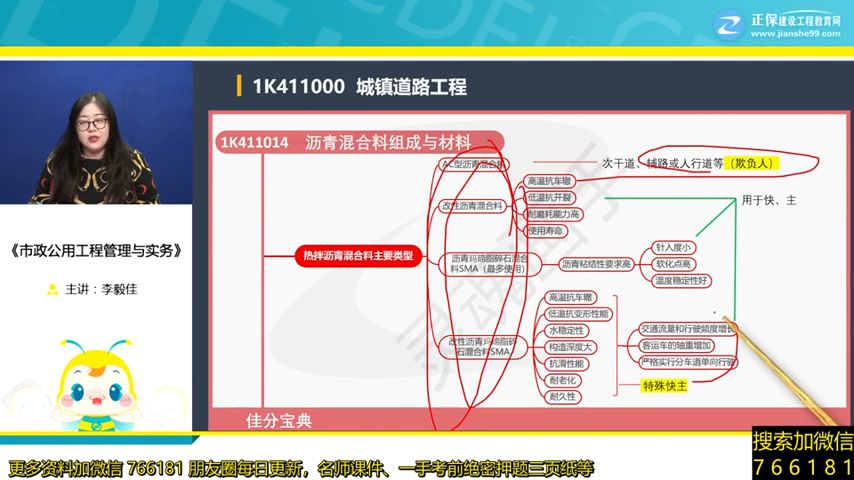 正保建设工程教育网
www.jianshe99.com
1K411000 城镇道路工程
1K411014 沥青混合料组成与材料
AC型沥青混合料
次干道、辅路或人行道等(欺负人)
高温抗车辙
低温抗开裂
耐磨耗能力高
使用寿命
改性沥青混合料
用于快、主
热拌沥青混合料主要类型
沥青玛琋脂碎石混合
料SMA(最多使用)
沥青粘结性要求高
针入度小
软化点高
温度稳定性好
改性沥青玛琋脂碎
石混合料SMA
高温抗车辙
低温抗变形性能
水稳定性
构造深度大
抗滑性能
耐老化
耐久性
交通流量和行驶频度增长
客运车的轴重增加
严格实行分车道单向行驶
特殊快主
佳分宝典
《市政公用工程管理与实务》
主讲:李毅佳
更多资料加微信 766181 朋友圈每日更新,名师课件、一手考前绝密押题三页纸等
搜索加微信
766181